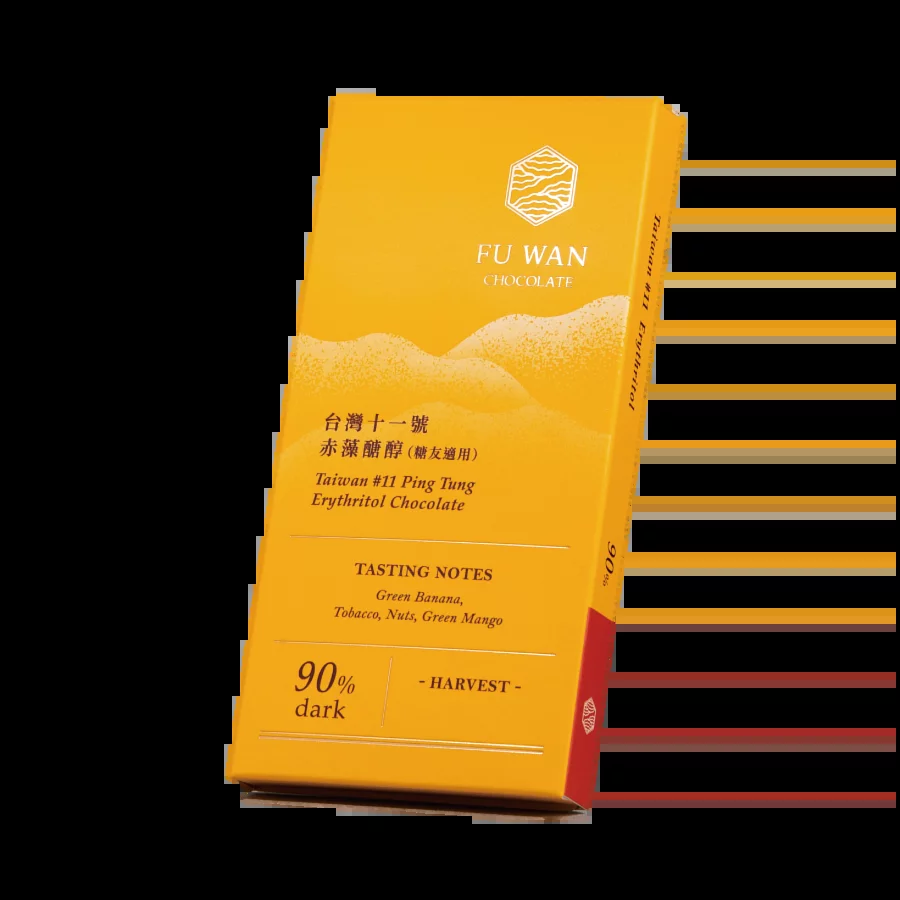 FU WAN
CHOCOLATE
台灣十一號
赤藻醣醇(糖友適用)
Taiwan #11 Ping Tung
Erythritol Chocolate
TASTING NOTES
Green Banana,
Tobacco, Nuts, Green Mango
90%
dark
- HARVEST -
Taiwan #11 Erythritol
90%